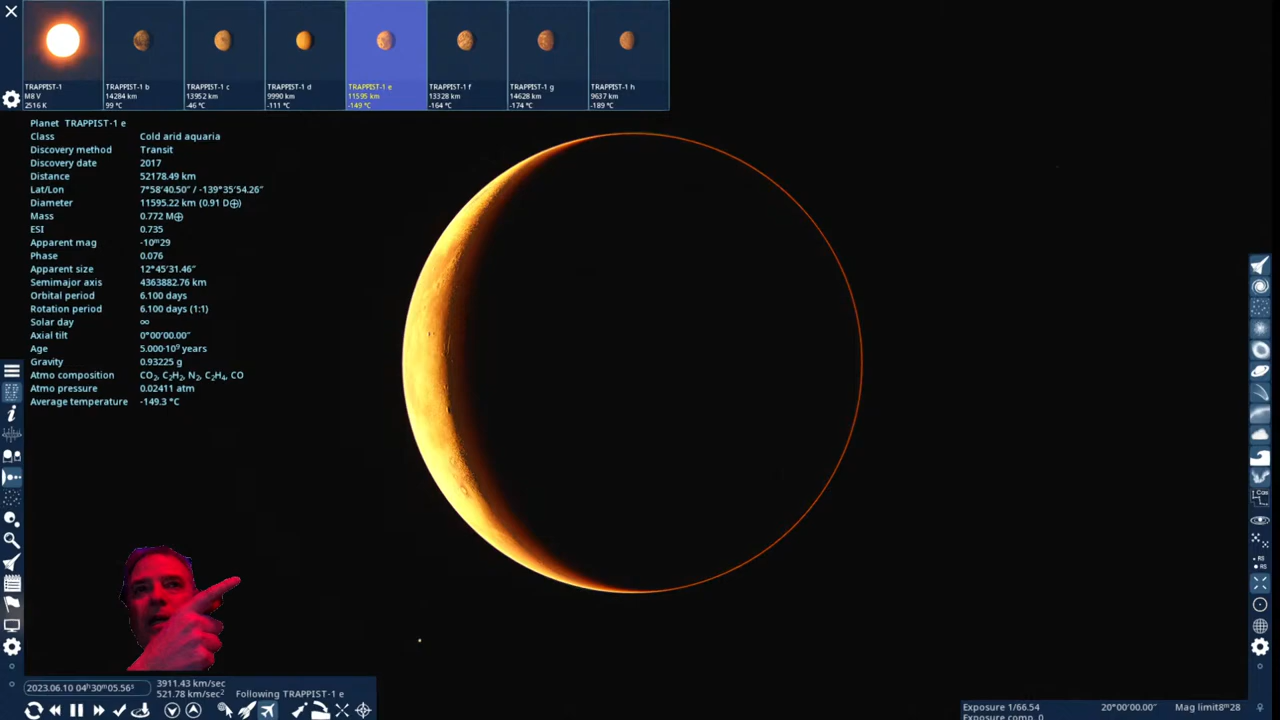 TRAPPIST-1
M8 V
2516 K
TRAPPIST-1 b
14284 km
99 °C
TRAPPIST-1 c
13952 km
-46 °C
TRAPPIST-1 d
9990 km
-111 °C
TRAPPIST-1 e
11595 km
-149 °C
TRAPPIST-1 f
13328 km
-164 °C
TRAPPIST-1 g
14628 km
-174 °C
TRAPPIST-1 h
9637 km
-189 °C
Planet TRAPPIST-1 e
Class Cold arid aquaria
Discovery method Transit
Discovery date 2017
Distance 52178.49 km
Lat/Lon 7°58′40.50″ / -139°35′54.26″
Diameter 11595.22 km (0.91 D⊕)
Mass 0.772 M⊕
ESI 0.735
Apparent mag -10ᵐ29
Phase 0.076
Apparent size 12°45′31.46″
Semimajor axis 4363882.76 km
Orbital period 6.100 days
Rotation period 6.100 days (1:1)
Solar day ∞
Axial tilt 0°00′00.00″
Age 5.000·10⁹ years
Gravity 0.93225 g
Atmo composition CO₂, C₂H₂, N₂, C₂H₄, CO
Atmo pressure 0.02411 atm
Average temperature -149.3 °C
Cas
RS
RS
2023.06.10 04ʰ30ᵐ05.56ˢ
3911.43 km/sec
521.78 km/sec² Following TRAPPIST-1 e
Exposure 1/66.54 20°00′00.00″ Mag limit 8ᵐ28
Exposure comp. 0